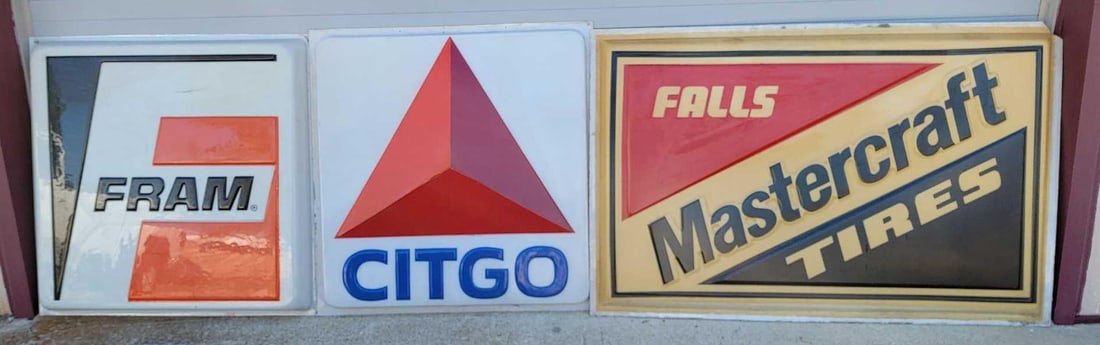 FRAM®
CITGO
FALLS
Mastercraft
TIRES